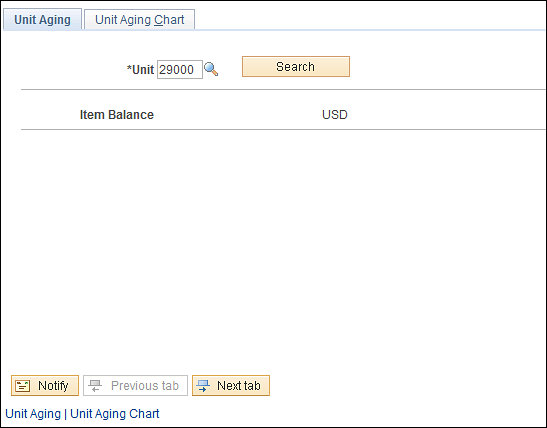 Unit Aging Unit Aging Chart
*Unit 29000 Search
Item Balance USD
Notify Previous tab Next tab
Unit Aging | Unit Aging Chart